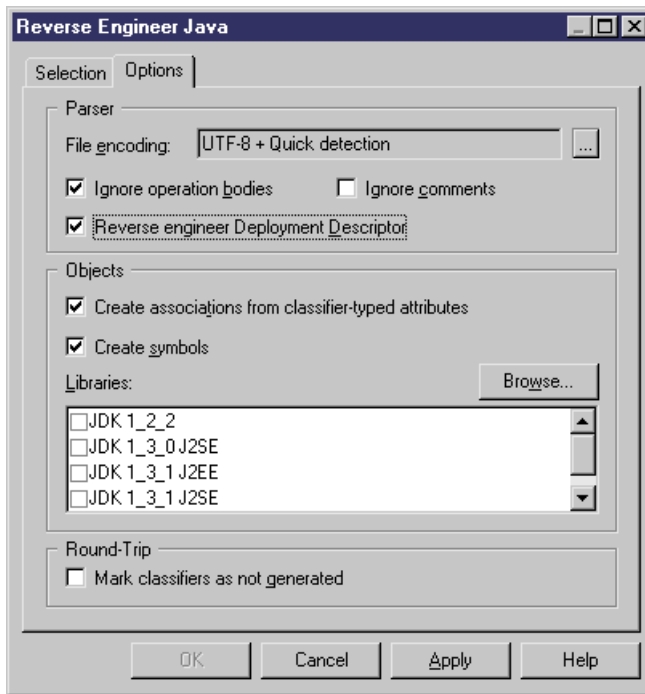 Reverse Engineer Java
Selection Options
Parser
File encoding: UTF-8 + Quick detection ...
Ignore operation bodies Ignore comments
Reverse engineer Deployment Descriptor
Objects
Create associations from classifier-typed attributes
Create symbols
Libraries: Browse...
JDK 1_2_2
JDK 1_3_0 J2SE
JDK 1_3_1 J2EE
JDK 1_3_1 J2SE
Round-Trip
Mark classifiers as not generated
OK Cancel Apply Help